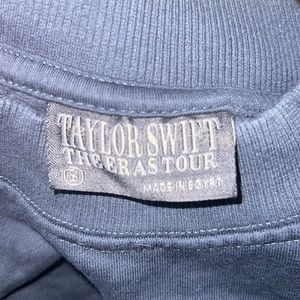 TAYLOR SWIFT
THE ERAS TOUR
MADE IN EGYPT